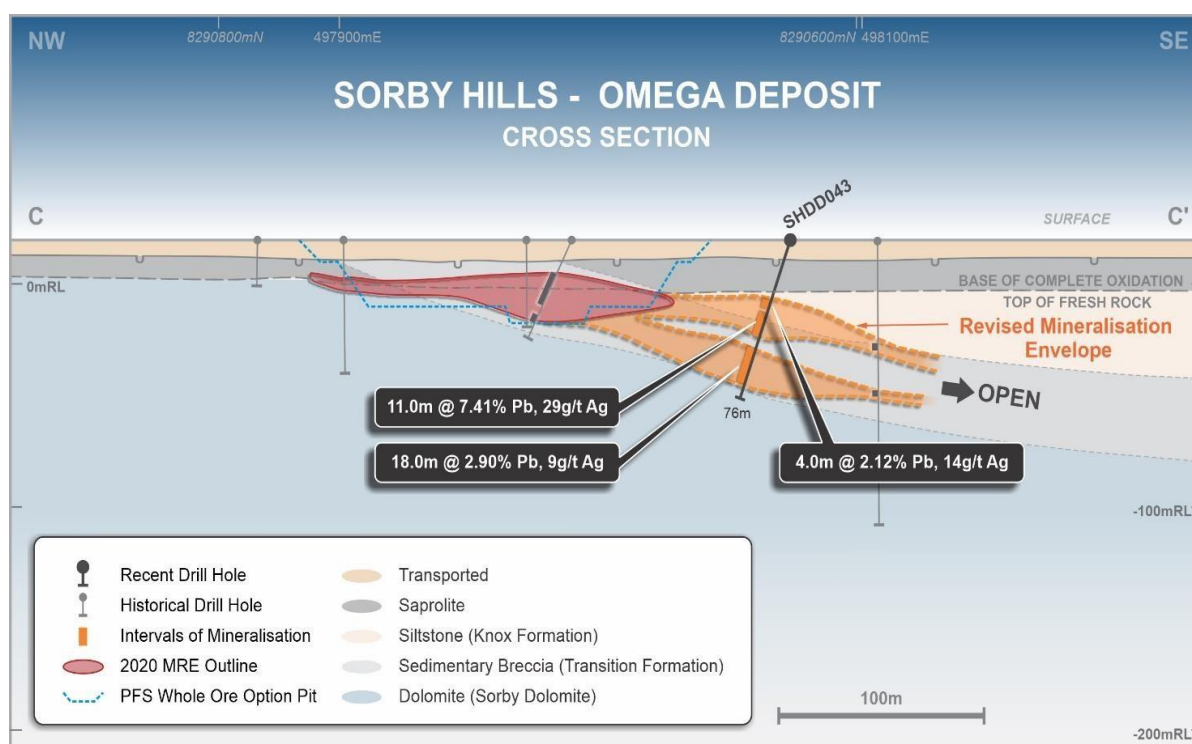 NW
8290800mN
497900mE
8290600mN 498100mE
SE
SORBY HILLS - OMEGA DEPOSIT
CROSS SECTION
C
SHDD043
SURFACE
C'
BASE OF COMPLETE OXIDATION
0mRL
TOP OF FRESH ROCK
Revised Mineralisation
Envelope
OPEN
11.0m @ 7.41% Pb, 29g/t Ag
76m
18.0m @ 2.90% Pb, 9g/t Ag
4.0m @ 2.12% Pb, 14g/t Ag
-100mRL
Recent Drill Hole
Historical Drill Hole
Intervals of Mineralisation
2020 MRE Outline
PFS Whole Ore Option Pit
Transported
Saprolite
Siltstone (Knox Formation)
Sedimentary Breccia (Transition Formation)
Dolomite (Sorby Dolomite)
100m
-200mRL